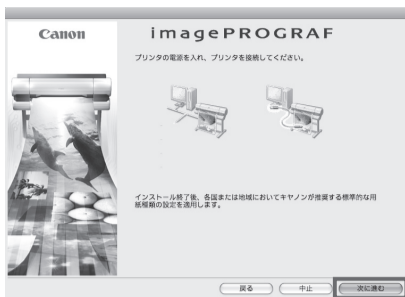 Canon
imagePROGRAF
プリンタの電源を入れ、プリンタを接続してください。
インストール終了後、各国または地域においてキヤノンが推奨する標準的な用
紙種類の設定を適用します。
戻る
中止
次に進む